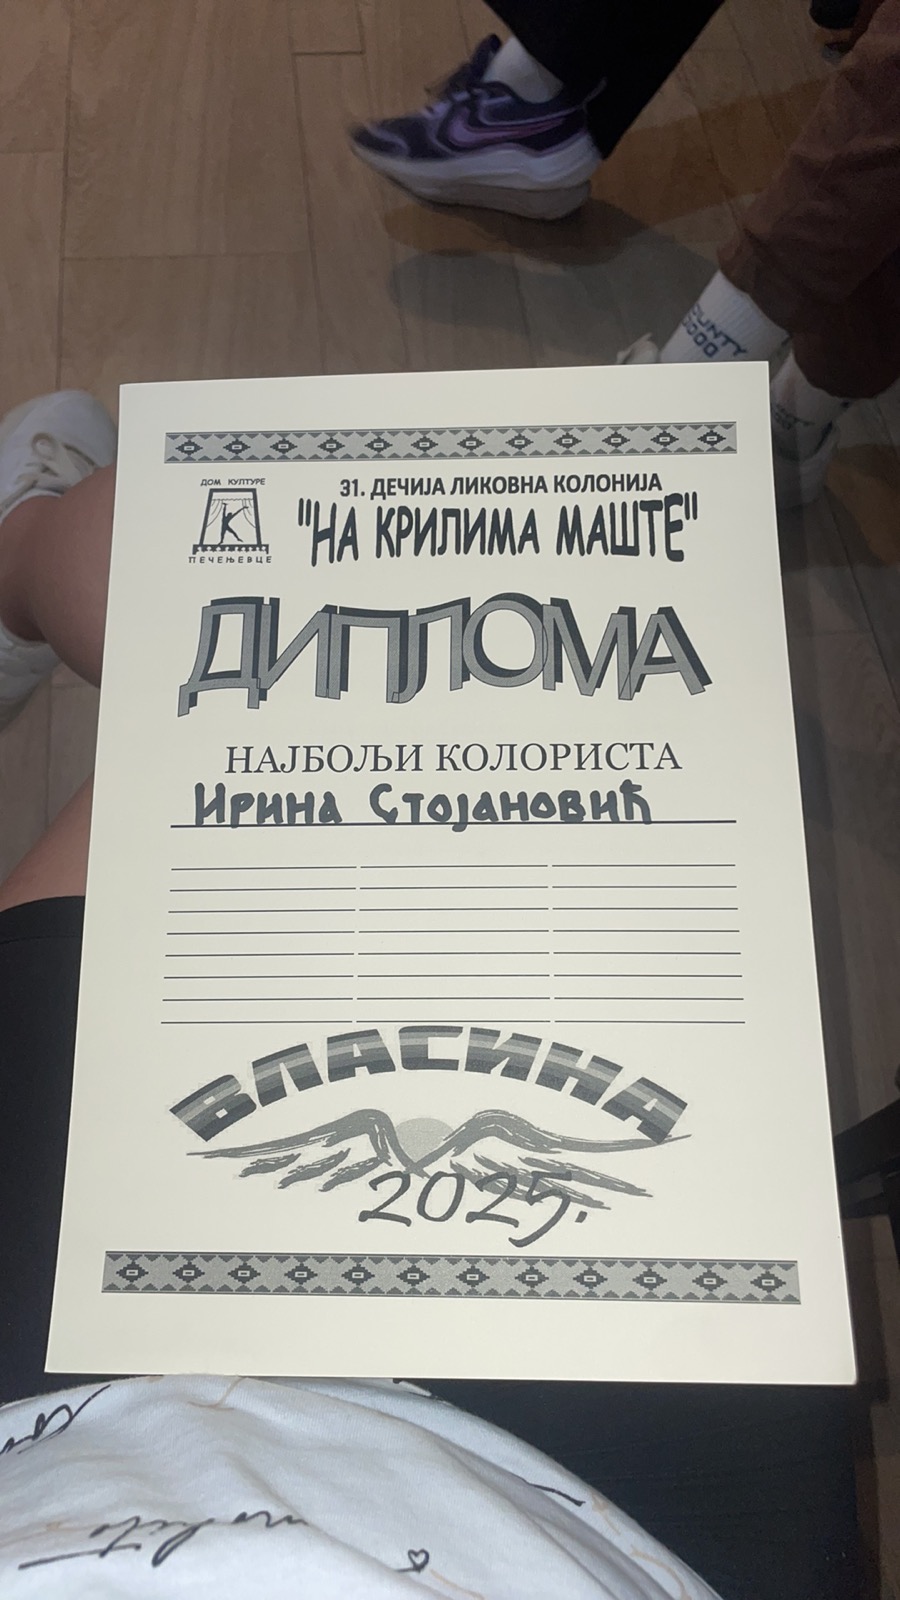 ДОМ КУЛТУРЕ
ПЕЧЕЊЕВЦЕ
31. ДЕЧИЈА ЛИКОВНА КОЛОНИЈА
"НА КРИЛИМА МАШТЕ"
ДИПЛОМА
НАЈБОЉИ КОЛОРИСТА
Ирина Стојановић
ВЛАСИНА
2025.